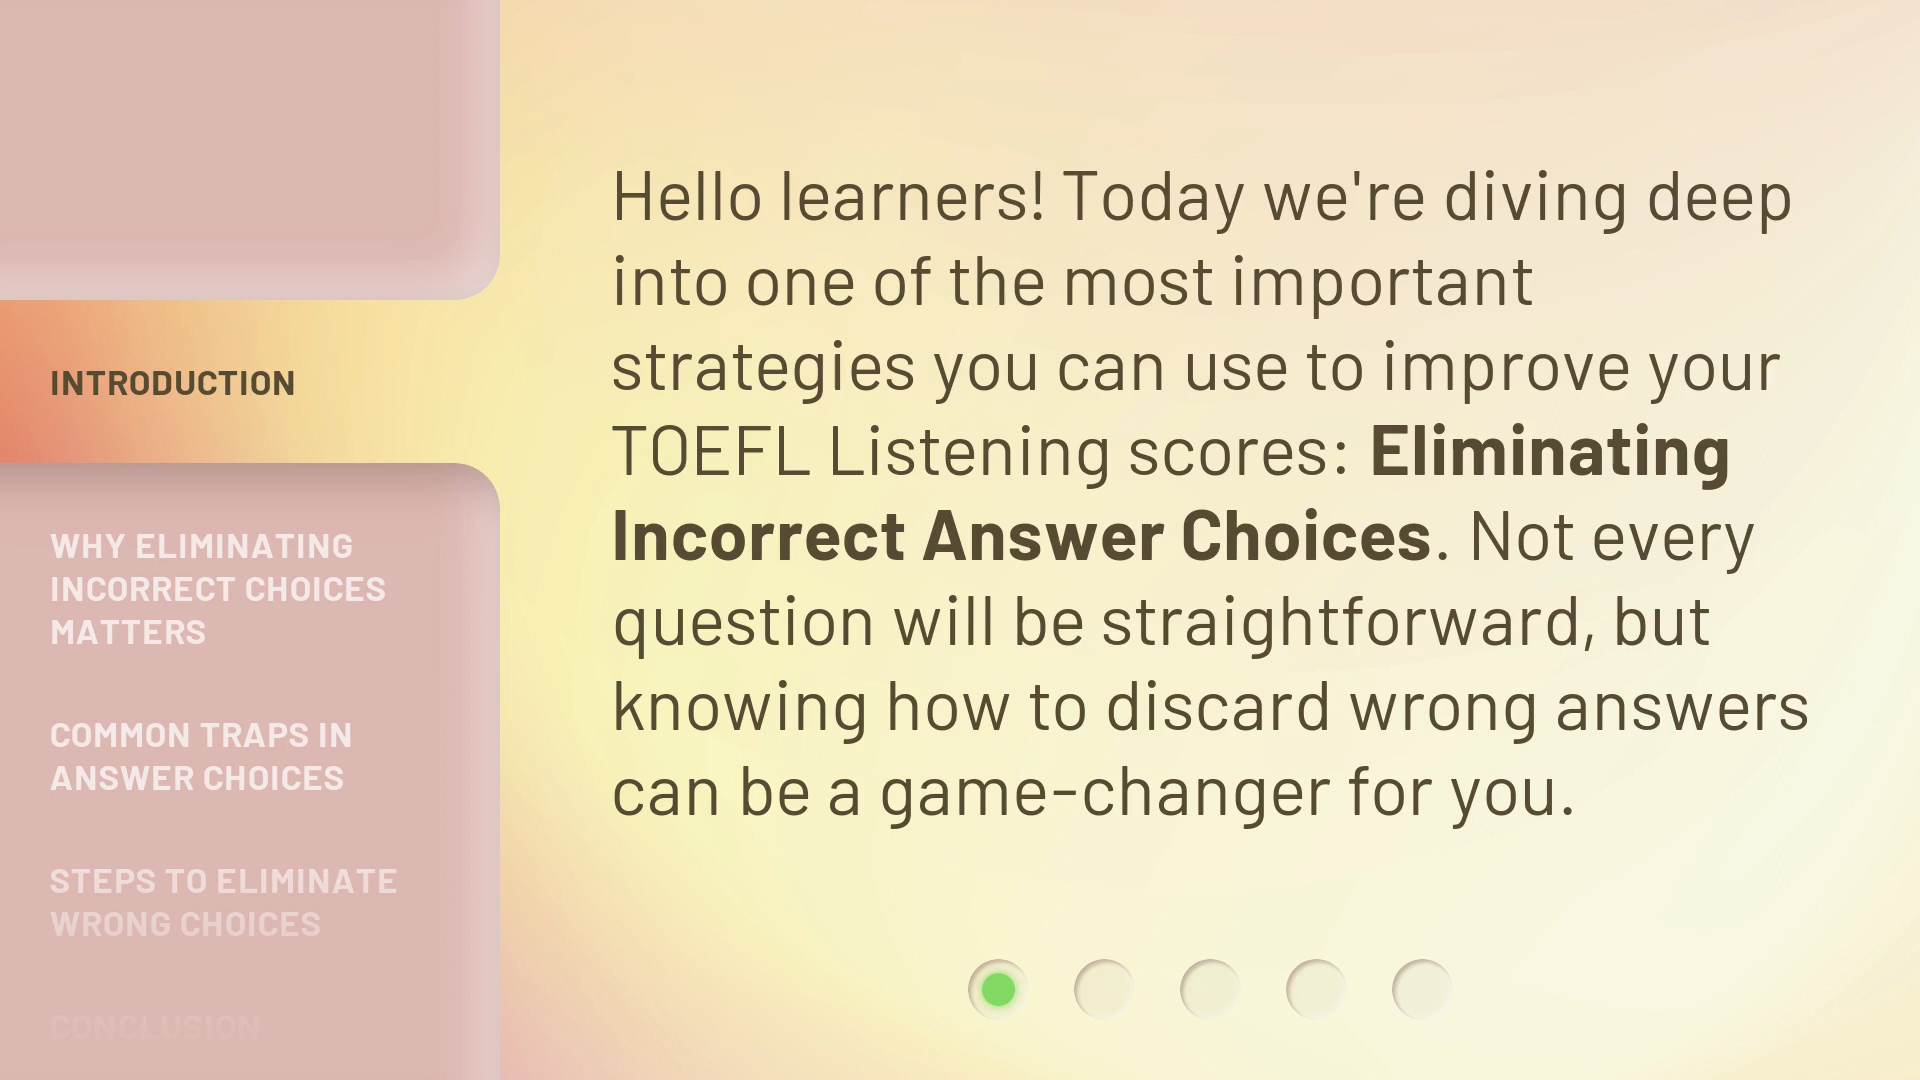 INTRODUCTION
WHY ELIMINATING
INCORRECT CHOICES
MATTERS
COMMON TRAPS IN
ANSWER CHOICES
STEPS TO ELIMINATE
WRONG CHOICES
CONCLUSION
Hello learners! Today we're diving deep
into one of the most important
strategies you can use to improve your
TOEFL Listening scores: Eliminating
Incorrect Answer Choices. Not every
question will be straightforward, but
knowing how to discard wrong answers
can be a game-changer for you.